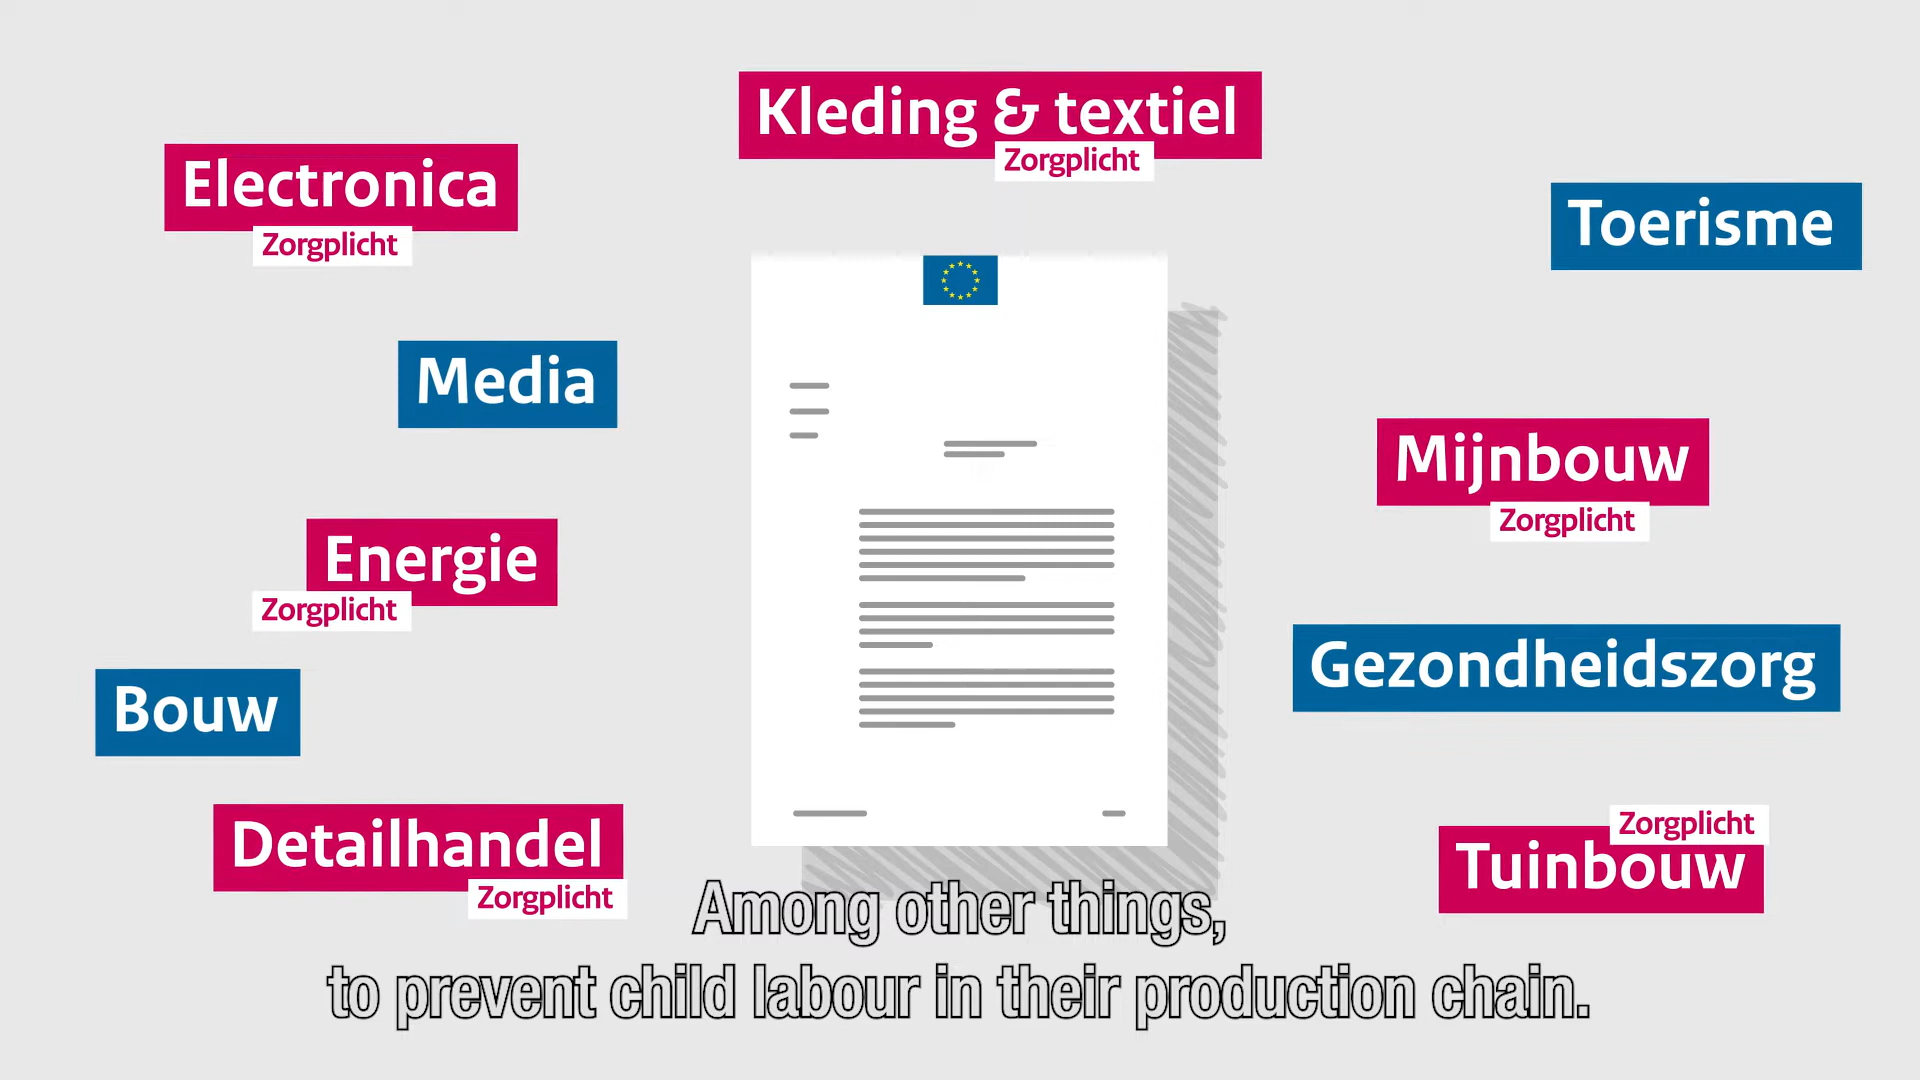 Kleding & textiel
Zorgplicht
Electronica
Zorgplicht
Toerisme
Media
Mijnbouw
Zorgplicht
Energie
Zorgplicht
Gezondheidszorg
Bouw
Detailhandel
Zorgplicht
Zorgplicht
Tuinbouw
Among other things,
to prevent child labour in their production chain.